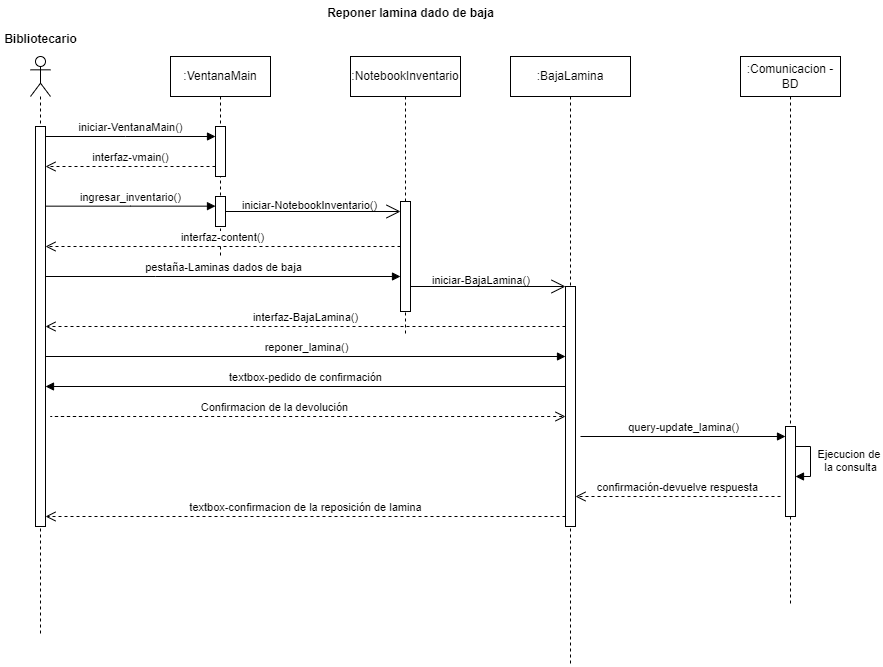 Reponer lamina dado de baja
Bibliotecario
:VentanaMain
:NotebookInventario
:BajaLamina
:Comunicacion -
BD
iniciar-VentanaMain()
interfaz-vmain()
ingresar_inventario()
iniciar-NotebookInventario()
interfaz-content()
pestaña-Laminas dados de baja
iniciar-BajaLamina()
interfaz-BajaLamina()
reponer_lamina()
textbox-pedido de confirmación
Confirmacion de la devolución
query-update_lamina()
Ejecucion de
la consulta
confirmación-devuelve respuesta
textbox-confirmacion de la reposición de lamina